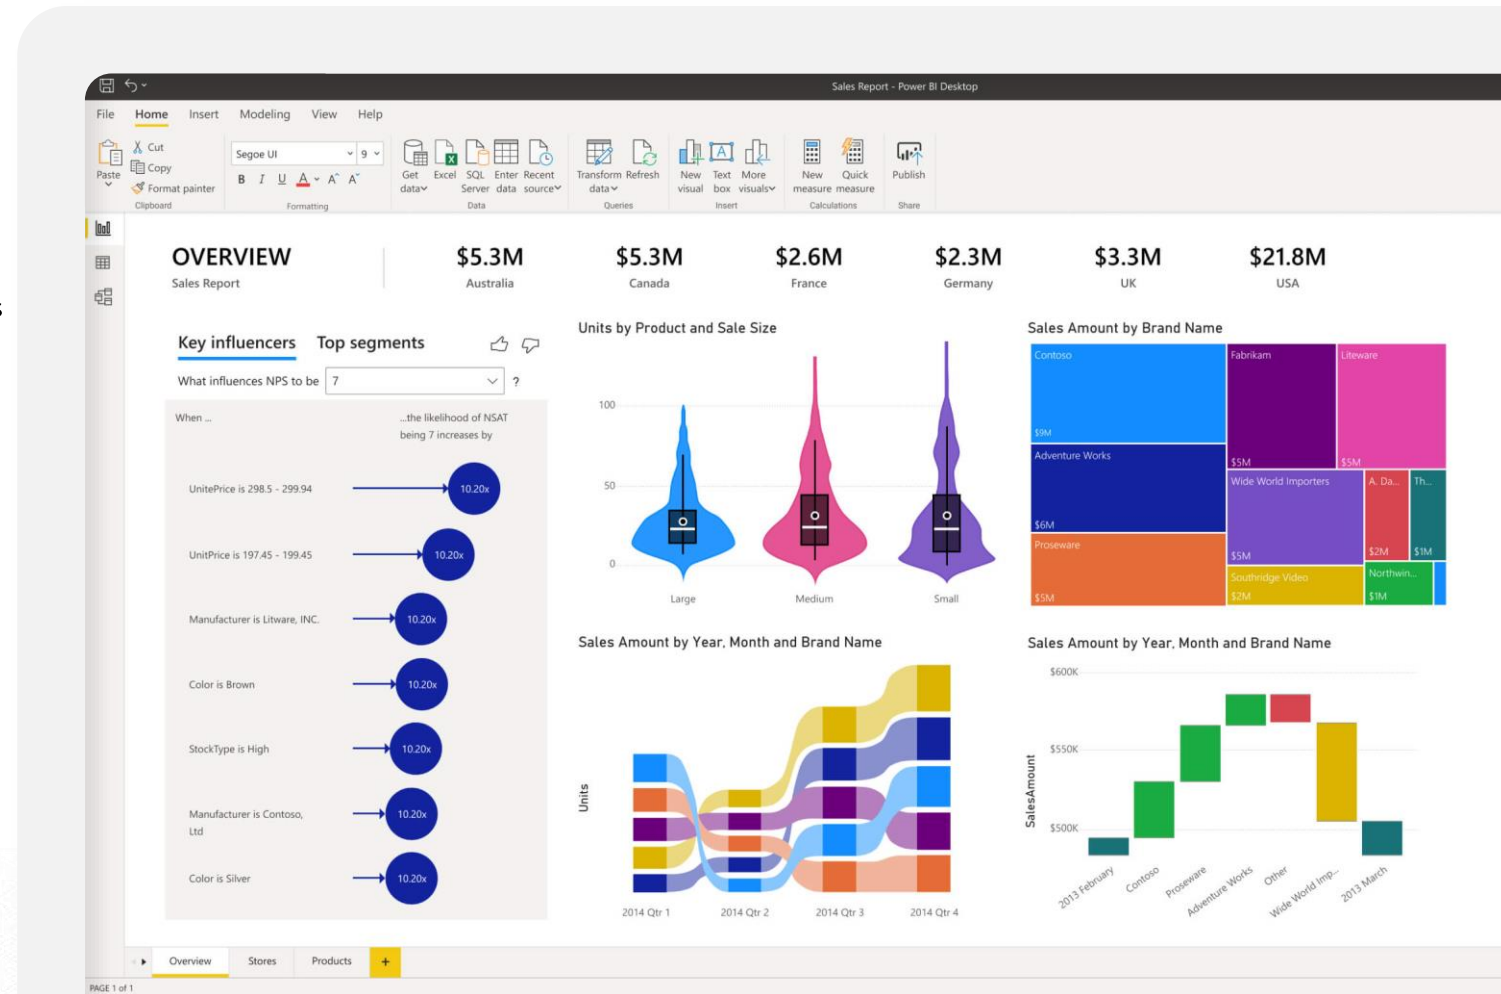 Sales Report - Power BI Desktop
File Home Insert Modeling View Help
Paste
Cut
Copy
Format painter
Clipboard
Segoe UI 9
B I U A A A
Formatting
Get data
Excel
SQL Server
Enter data
Recent source
Data
Transform data
Refresh
Queries
New visual
Text box
More visuals
Insert
New measure
Quick measure
Calculations
Publish
Share
s
OVERVIEW
Sales Report
$5.3M
Australia
$5.3M
Canada
$2.6M
France
$2.3M
Germany
$3.3M
UK
$21.8M
USA
Key influencers Top segments
What influences NPS to be 7 ?
When ...
...the likelihood of NSAT
being 7 increases by
UnitePrice is 298.5 - 299.94 10.20x
UnitPrice is 197.45 - 199.45 10.20x
Manufacturer is Litware, INC. 10.20x
Color is Brown 10.20x
StockType is High 10.20x
Manufacturer is Contoso,
Ltd
10.20x
Color is Silver 10.20x
Units by Product and Sale Size
100
50
0
Large Medium Small
Sales Amount by Brand Name
Contoso
$9M
Adventure Works
$6M
Proseware
$5M
Fabrikam
$5M
Liteware
$5M
Wide World Importers
$5M
A. Da...
$2M
Th...
$1M
Southridge Video
$2M
Northwin...
$1M
Sales Amount by Year, Month and Brand Name
Units
2014 Qtr 1 2014 Qtr 2 2014 Qtr 3 2014 Qtr 4
Sales Amount by Year, Month and Brand Name
SalesAmount
$600K
$550K
$500K
2013 February
Contoso
Proseware
Adventure Works
Other
Wide World Imp...
2013 March
Overview Stores Products +
PAGE 1 of 1